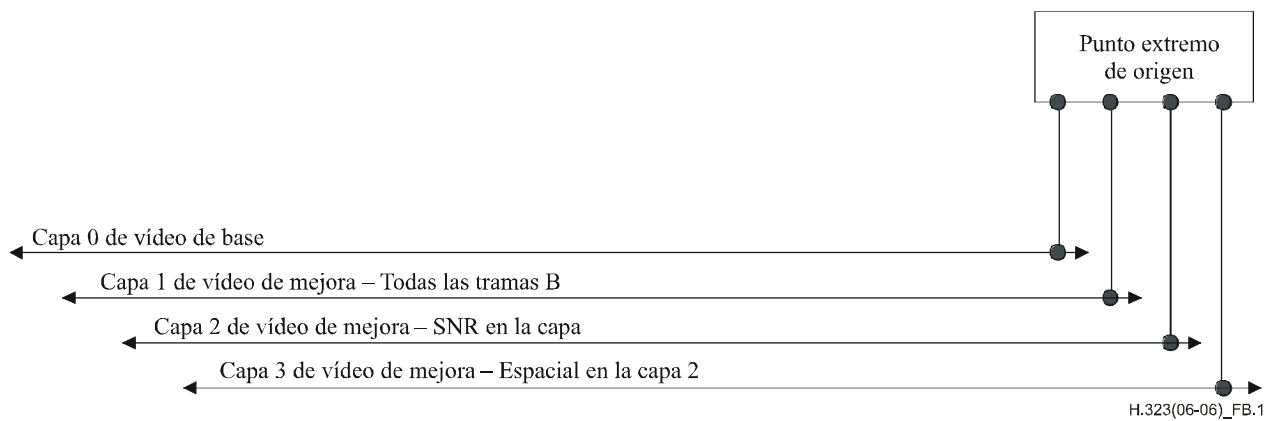 Punto extremo
de origen
Capa 0 de vídeo de base
Capa 1 de vídeo de mejora – Todas las tramas B
Capa 2 de vídeo de mejora – SNR en la capa
Capa 3 de vídeo de mejora – Espacial en la capa 2
H.323(06-06)_FB.1